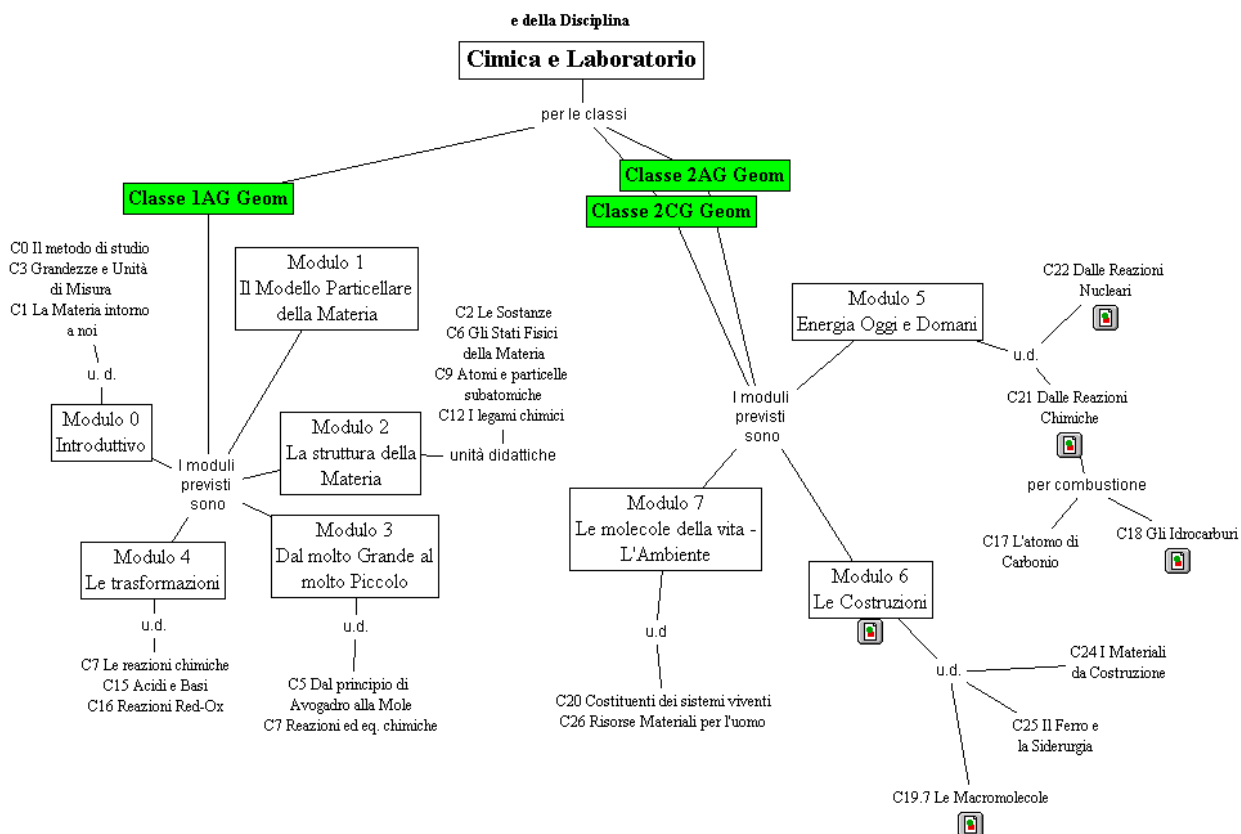 e della Disciplina
Cimica e Laboratorio
per le classi
Classe 1AG Geom
Classe 2AG Geom
Classe 2CG Geom
C0 Il metodo di studio
C3 Grandezze e Unità
di Misura
C1 La Materia intorno
a noi
u. d.
Modulo 0
Introduttivo
Modulo 1
Il Modello Particellare
della Materia
C2 Le Sostanze
C6 Gli Stati Fisici
della Materia
C9 Atomi e particelle
subatomiche
C12 I legami chimici
unità didattiche
Modulo 2
La struttura della
Materia
I moduli
previsti
sono
Modulo 4
Le trasformazioni
u.d.
C7 Le reazioni chimiche
C15 Acidi e Basi
C16 Reazioni Red-Ox
Modulo 3
Dal molto Grande al
molto Piccolo
u.d.
C5 Dal principio di
Avogadro alla Mole
C7 Reazioni ed eq. chimiche
I moduli
previsti
sono
Modulo 5
Energia Oggi e Domani
u.d.
C22 Dalle Reazioni
Nucleari
C21 Dalle Reazioni
Chimiche
per combustione
C17 L'atomo di
Carbonio
C18 Gli Idrocarburi
Modulo 7
Le molecole della vita -
L'Ambiente
u.d
C20 Costituenti dei sistemi viventi
C26 Risorse Materiali per l'uomo
Modulo 6
Le Costruzioni
u.d.
C24 I Materiali
da Costruzione
C25 Il Ferro e
la Siderurgia
C19.7 Le Macromolecole